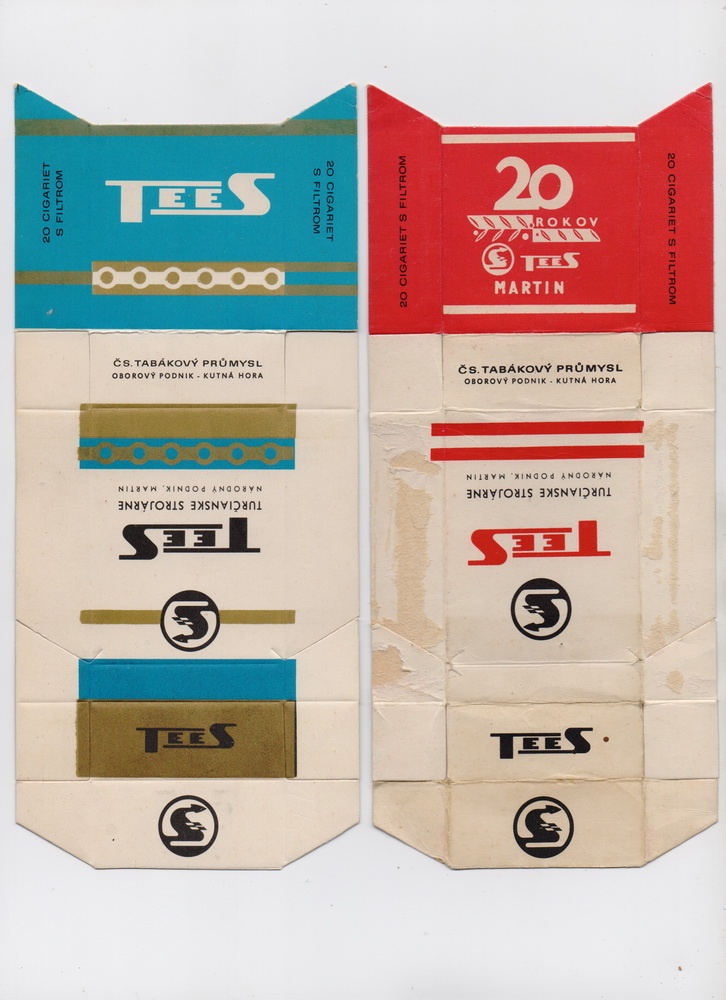 20 CIGARIET
S FILTROM
TEES
20 CIGARIET
S FILTROM
ČS. TABÁKOVÝ PRŮMYSL
OBOROVÝ PODNIK - KUTNÁ HORA
TEES
TURČIANSKE STROJÁRNE
NÁRODNÝ PODNIK, MARTIN
TEES
20 CIGARIET S FILTROM
20
ROKOV
TEES
MARTIN
20 CIGARIET S FILTROM
ČS. TABÁKOVÝ PRŮMYSL
OBOROVÝ PODNIK - KUTNÁ HORA
TEES
TURČIANSKE STROJÁRNE
NÁRODNÝ PODNIK, MARTIN
TEES